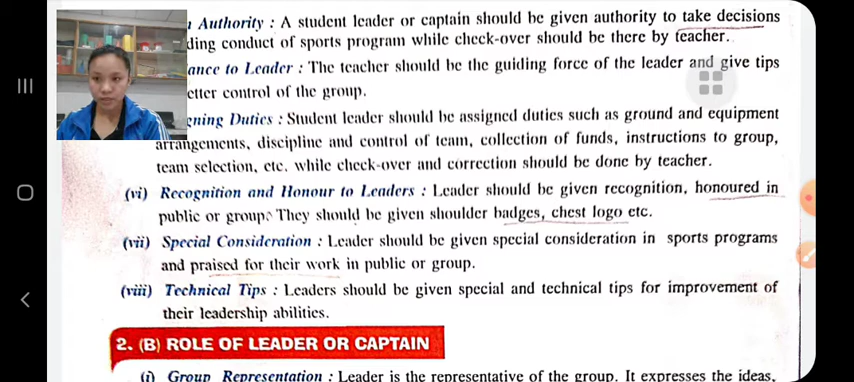 Authority : A student leader or captain should be given authority to take decisions
ding conduct of sports program while check-over should be there by teacher.
ance to Leader : The teacher should be the guiding force of the leader and give tips
etter control of the group.
ning Duties : Student leader should be assigned duties such as ground and equipment
arrangements, discipline and control of team, collection of funds, instructions to group,
team selection, etc. while check-over and correction should be done by teacher.
(vi) Recognition and Honour to Leaders : Leader should be given recognition, honoured in
public or group. They should be given shoulder badges, chest logo etc.
(vii) Special Consideration : Leader should be given special consideration in sports programs
and praised for their work in public or group.
(viii) Technical Tips : Leaders should be given special and technical tips for improvement of
their leadership abilities.
2. (B) ROLE OF LEADER OR CAPTAIN
(i) Group Representation : Leader is the representative of the group. It expresses the ideas,